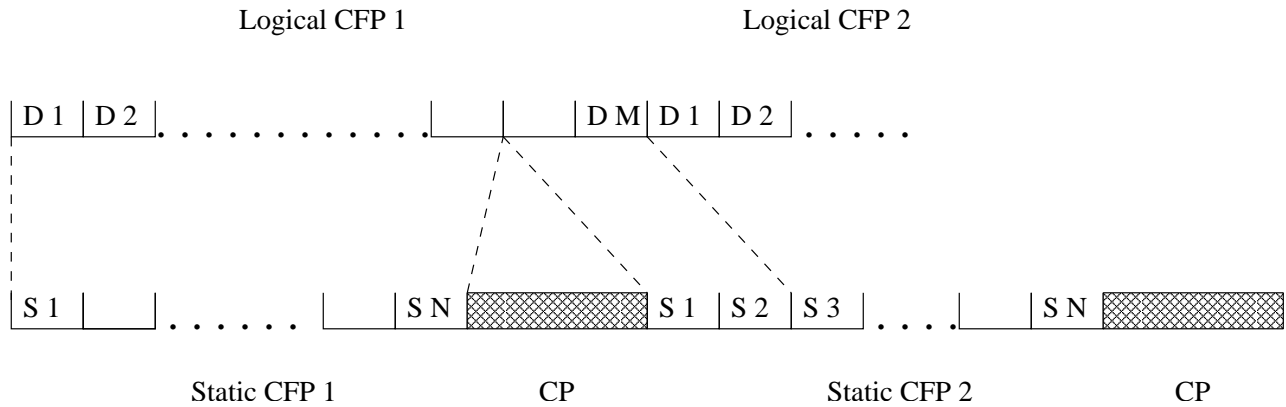 Logical CFP 1 Logical CFP 2
D 1 D 2 D M D 1 D 2
S 1 S N S 1 S 2 S 3 S N
Static CFP 1 CP Static CFP 2 CP